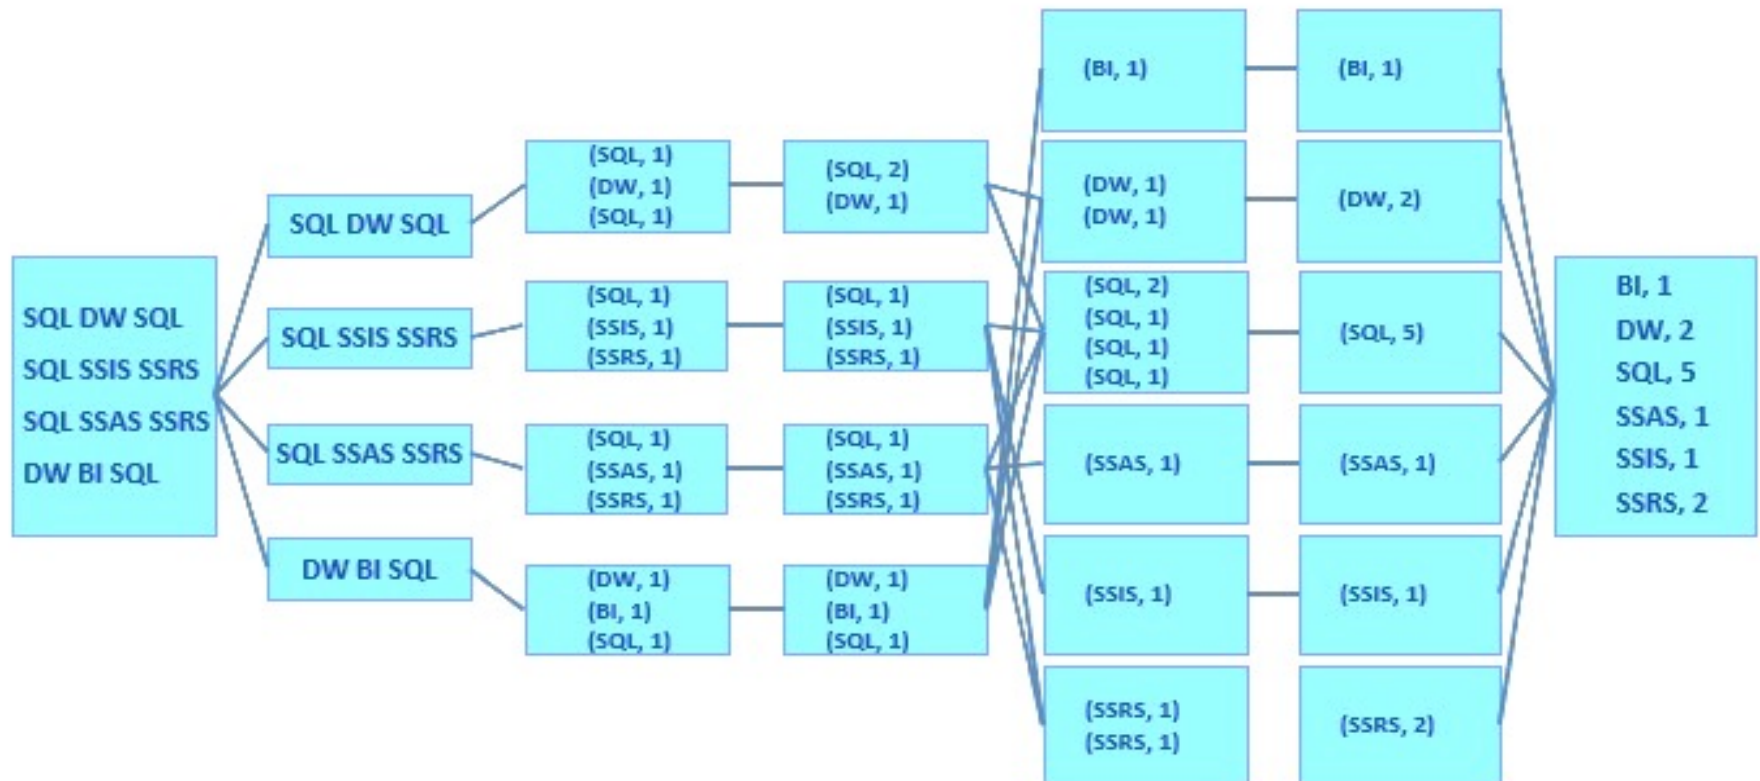 SQL DW SQL
SQL SSIS SSRS
SQL SSAS SSRS
DW BI SQL
SQL DW SQL
SQL SSIS SSRS
SQL SSAS SSRS
DW BI SQL
(SQL, 1)
(DW, 1)
(SQL, 1)
(SQL, 1)
(SSIS, 1)
(SSRS, 1)
(SQL, 1)
(SSAS, 1)
(SSRS, 1)
(DW, 1)
(BI, 1)
(SQL, 1)
(SQL, 2)
(DW, 1)
(SQL, 1)
(SSIS, 1)
(SSRS, 1)
(SQL, 1)
(SSAS, 1)
(SSRS, 1)
(DW, 1)
(BI, 1)
(SQL, 1)
(BI, 1)
(DW, 1)
(DW, 1)
(SQL, 2)
(SQL, 1)
(SQL, 1)
(SQL, 1)
(SSAS, 1)
(SSIS, 1)
(SSRS, 1)
(SSRS, 1)
(BI, 1)
(DW, 2)
(SQL, 5)
(SSAS, 1)
(SSIS, 1)
(SSRS, 2)
BI, 1
DW, 2
SQL, 5
SSAS, 1
SSIS, 1
SSRS, 2